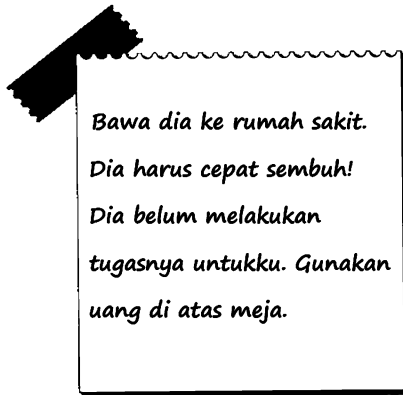 Bawa dia ke rumah sakit.
Dia harus cepat sembuh!
Dia belum melakukan
tugasnya untukku. Gunakan
uang di atas meja.